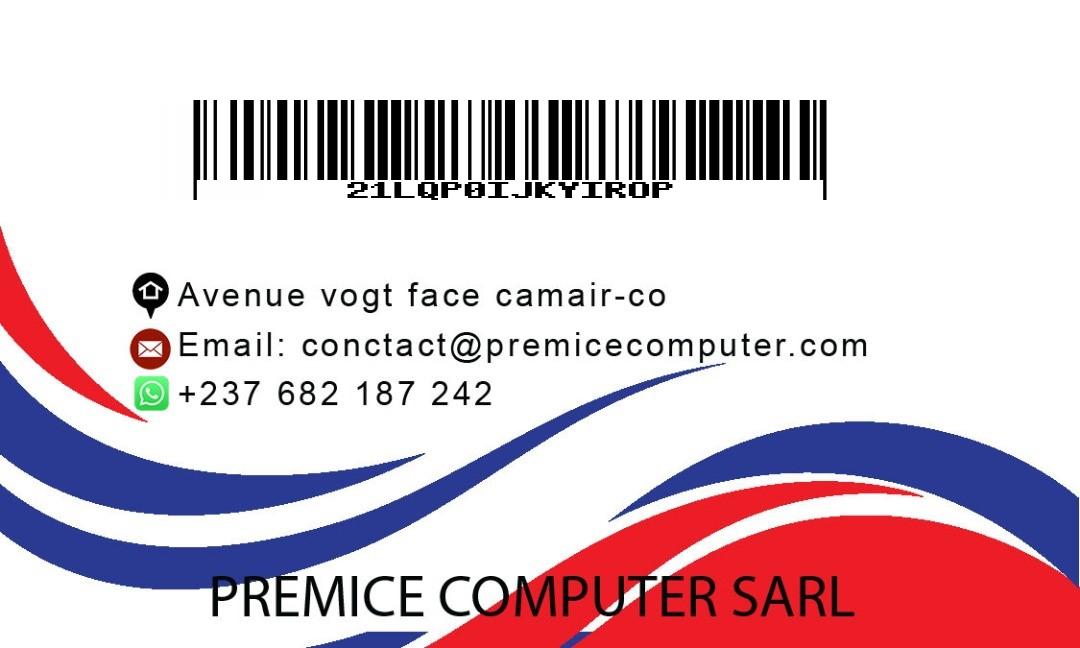 21LQP0IJKYIROP
Avenue vogt face camair-co
Email: conctact@premicecomputer.com
+237 682 187 242
PREMICE COMPUTER SARL